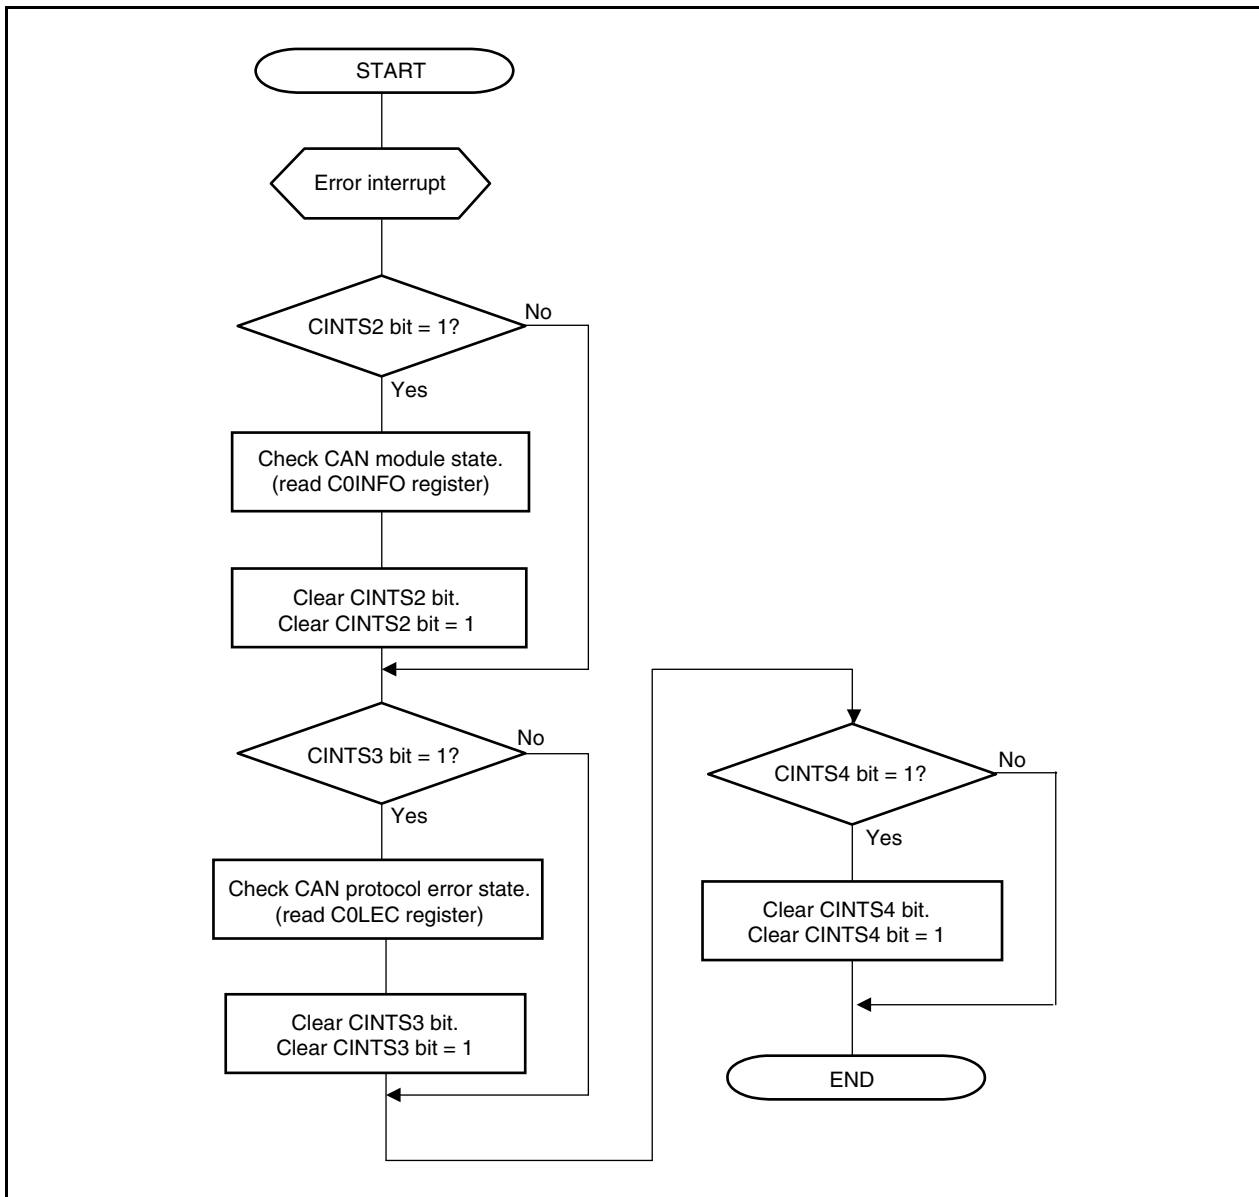 START
Error interrupt
CINTS2 bit = 1?
No
Yes
Check CAN module state.
(read C0INFO register)
Clear CINTS2 bit.
Clear CINTS2 bit = 1
CINTS3 bit = 1?
No
Yes
Check CAN protocol error state.
(read C0LEC register)
Clear CINTS3 bit.
Clear CINTS3 bit = 1
CINTS4 bit = 1?
No
Yes
Clear CINTS4 bit.
Clear CINTS4 bit = 1
END